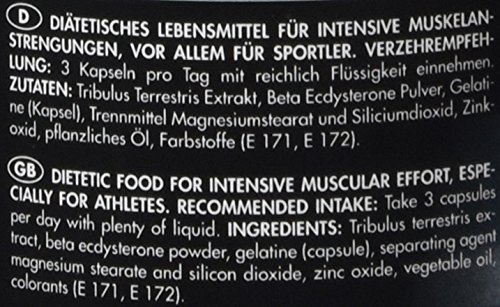 D DIÄTETISCHES LEBENSMITTEL FÜR INTENSIVE MUSKELAN-
STRENGUNGEN, VOR ALLEM FÜR SPORTLER. VERZEHREMPFEH-
LUNG: 3 Kapseln pro Tag mit reichlich Flüssigkeit einnehmen.
ZUTATEN: Tribulus Terrestris Extrakt, Beta Ecdysterone Pulver, Gelati-
ne (Kapsel), Trennmittel Magnesiumstearat und Siliciumdioxid, Zink-
oxid, pflanzliches Öl, Farbstoffe (E 171, E 172).
GB DIETETIC FOOD FOR INTENSIVE MUSCULAR EFFORT, ESPE-
CIALLY FOR ATHLETES. RECOMMENDED INTAKE: Take 3 capsules
per day with plenty of liquid. INGREDIENTS: Tribulus terrestris ex-
tract, beta ecdysterone powder, gelatine (capsule), separating agent
magnesium stearate and silicon dioxide, zinc oxide, vegetable oil,
colorants (E 171, E 172).